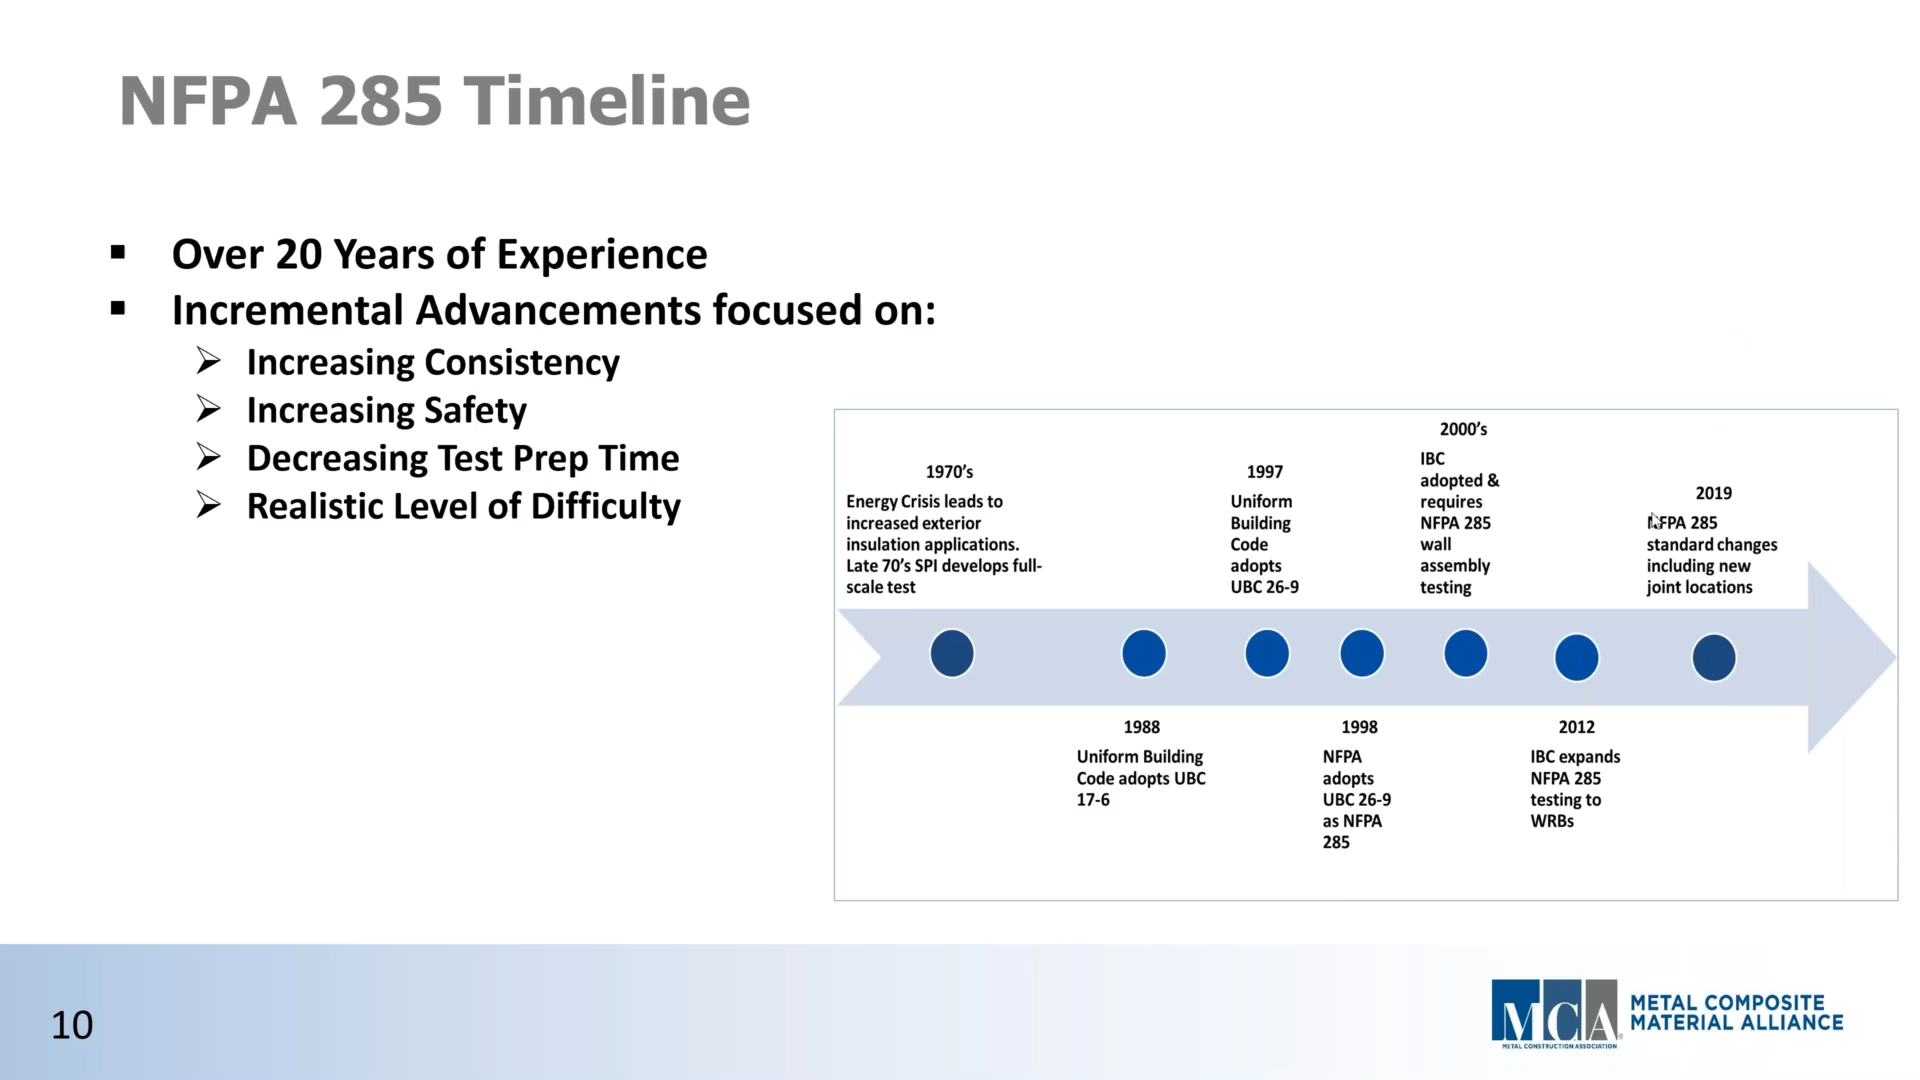 NFPA 285 Timeline
Over 20 Years of Experience
Incremental Advancements focused on:
Increasing Consistency
Increasing Safety
Decreasing Test Prep Time
Realistic Level of Difficulty
1970's
Energy Crisis leads to
increased exterior
insulation applications.
Late 70's SPI develops full-
scale test
1988
Uniform Building
Code adopts UBC
17-6
1997
Uniform
Building
Code
adopts
UBC 26-9
1998
NFPA
adopts
UBC 26-9
as NFPA
285
2000's
IBC
adopted &
requires
NFPA 285
wall
assembly
testing
2012
IBC expands
NFPA 285
testing to
WRBs
2019
NFPA 285
standard changes
including new
joint locations
10
MCA
METAL CONSTRUCTION ASSOCIATION
METAL COMPOSITE
MATERIAL ALLIANCE